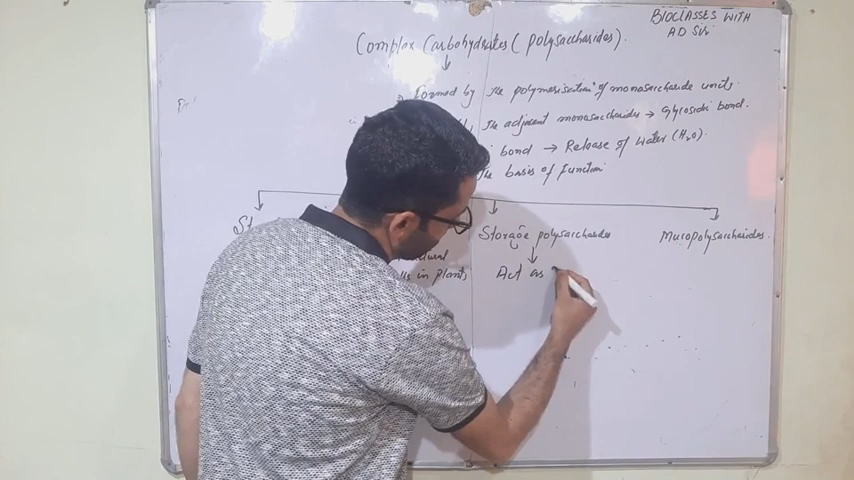 BIOCLASSES WITH
AD Sir
Complex Carbohydrates (polysaccharides).
Formed by the polymerisation of monosaccharide units.
the adjacent monosaccharides → Glycosidic bond.
bond → Release of water (H₂O).
the basis of function
St
Storage polysaccharides
Mucopolysaccharides.
in plants
Act as